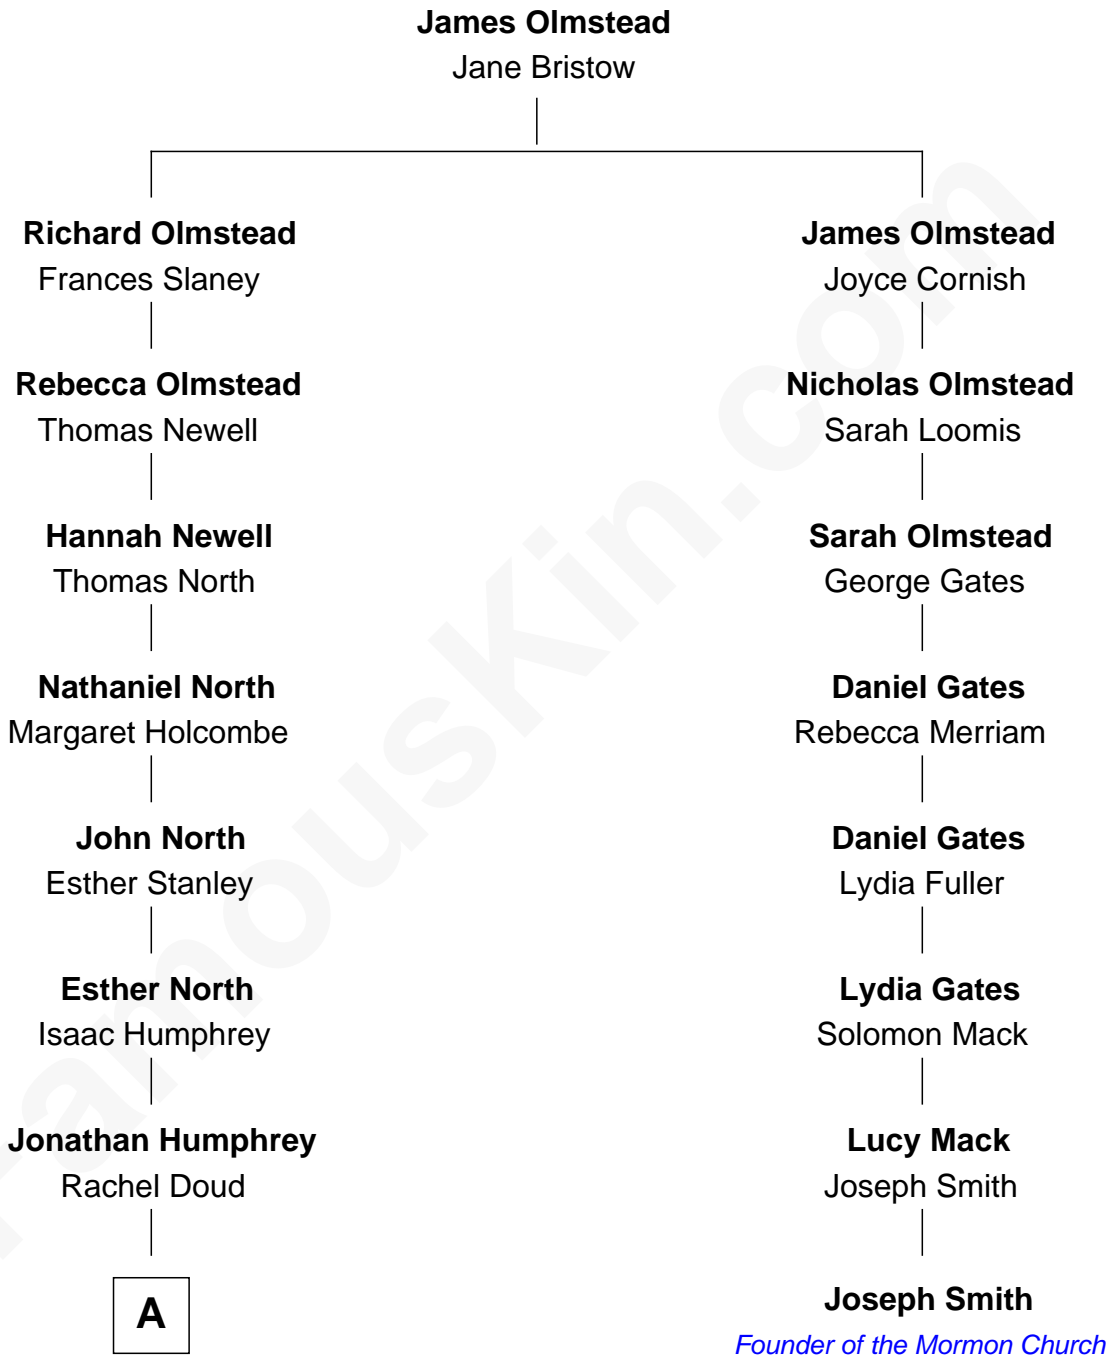 James Olmstead
Jane Bristow
Richard Olmstead
Frances Slaney
James Olmstead
Joyce Cornish
Rebecca Olmstead
Thomas Newell
Nicholas Olmstead
Sarah Loomis
Hannah Newell
Thomas North
Sarah Olmstead
George Gates
Nathaniel North
Margaret Holcombe
Daniel Gates
Rebecca Merriam
John North
Esther Stanley
Daniel Gates
Lydia Fuller
Esther North
Isaac Humphrey
Lydia Gates
Solomon Mack
Jonathan Humphrey
Rachel Doud
Lucy Mack
Joseph Smith
A
Joseph Smith
Founder of the Mormon Church
FamousKin.com